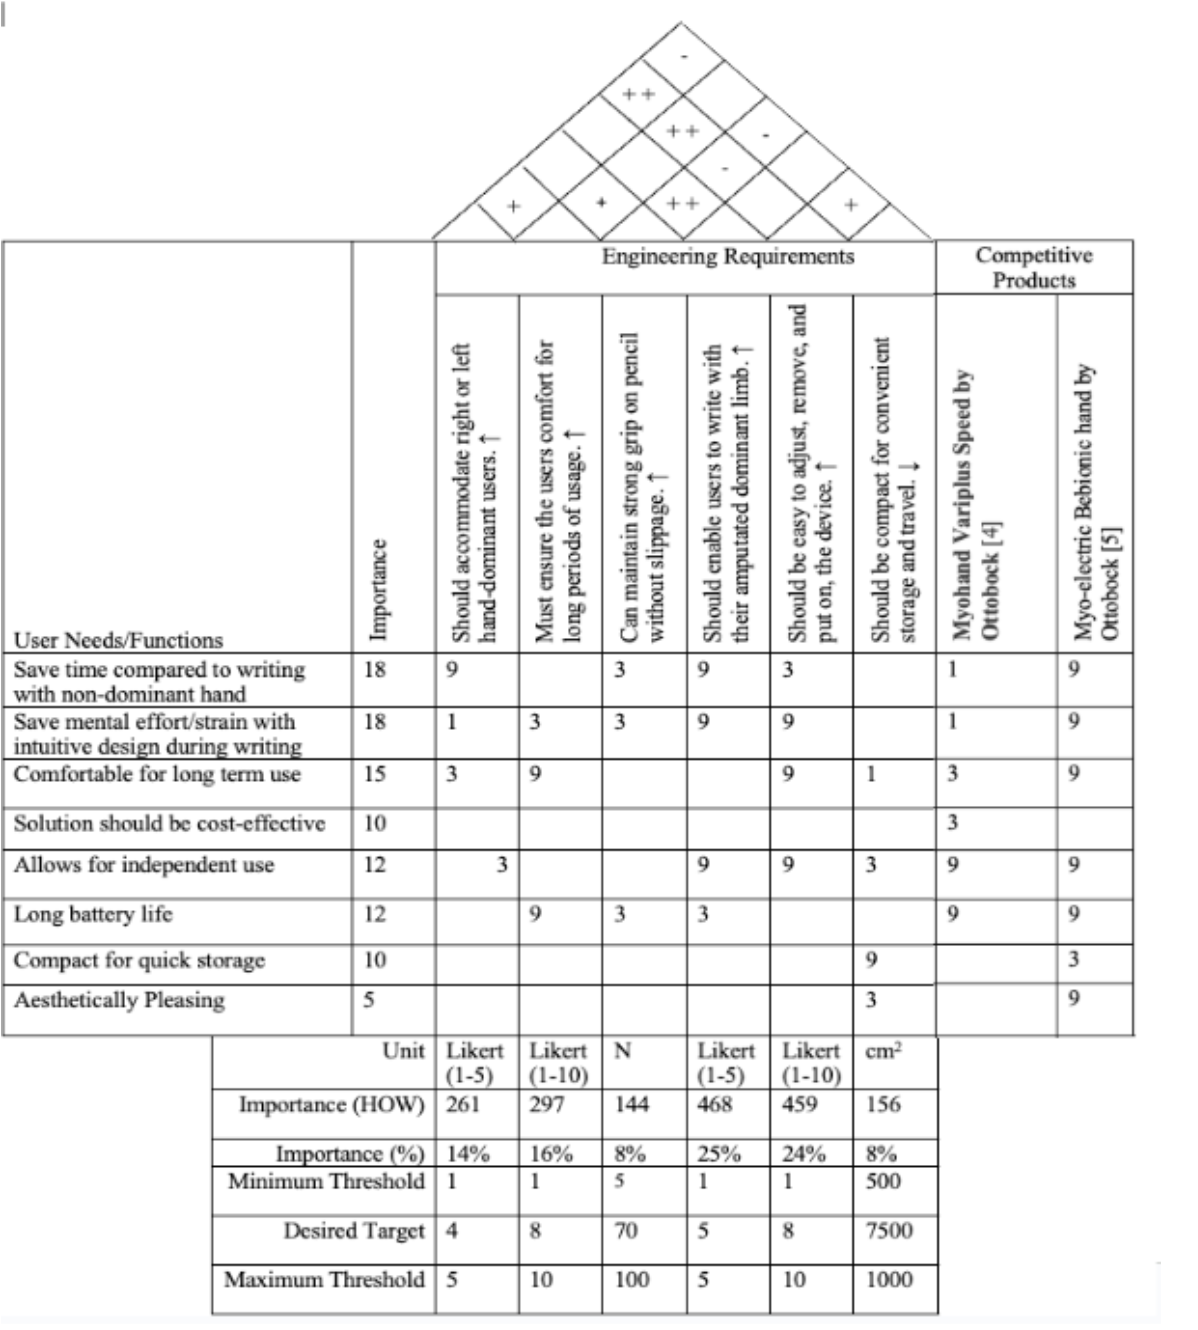 -
++
++ -
-
+ + ++ +
Engineering Requirements Competitive
Products
User Needs/Functions
Importance
Should accommodate right or left
hand-dominant users. ↑
Must ensure the users comfort for
long periods of usage. ↑
Can maintain strong grip on pencil
without slippage. ↑
Should enable users to write with
their amputated dominant limb. ↑
Should be easy to adjust, remove, and
put on, the device. ↑
Should be compact for convenient
storage and travel. ↓
Myohand Variplus Speed by
Ottobock [4]
Myo-electric Bebionic hand by
Ottobock [5]
Save time compared to writing 18 9 3 9 3 1 9
with non-dominant hand
Save mental effort/strain with 18 1 3 3 9 9 1 9
intuitive design during writing
Comfortable for long term use 15 3 9 9 1 3 9
Solution should be cost-effective 10 3
Allows for independent use 12 3 9 9 3 9 9
Long battery life 12 9 3 3 9 9
Compact for quick storage 10 9 3
Aesthetically Pleasing 5 3 9
Unit Likert Likert N Likert Likert cm²
(1-5) (1-10) (1-5) (1-10)
Importance (HOW) 261 297 144 468 459 156
Importance (%) 14% 16% 8% 25% 24% 8%
Minimum Threshold 1 1 5 1 1 500
Desired Target 4 8 70 5 8 7500
Maximum Threshold 5 10 100 5 10 1000